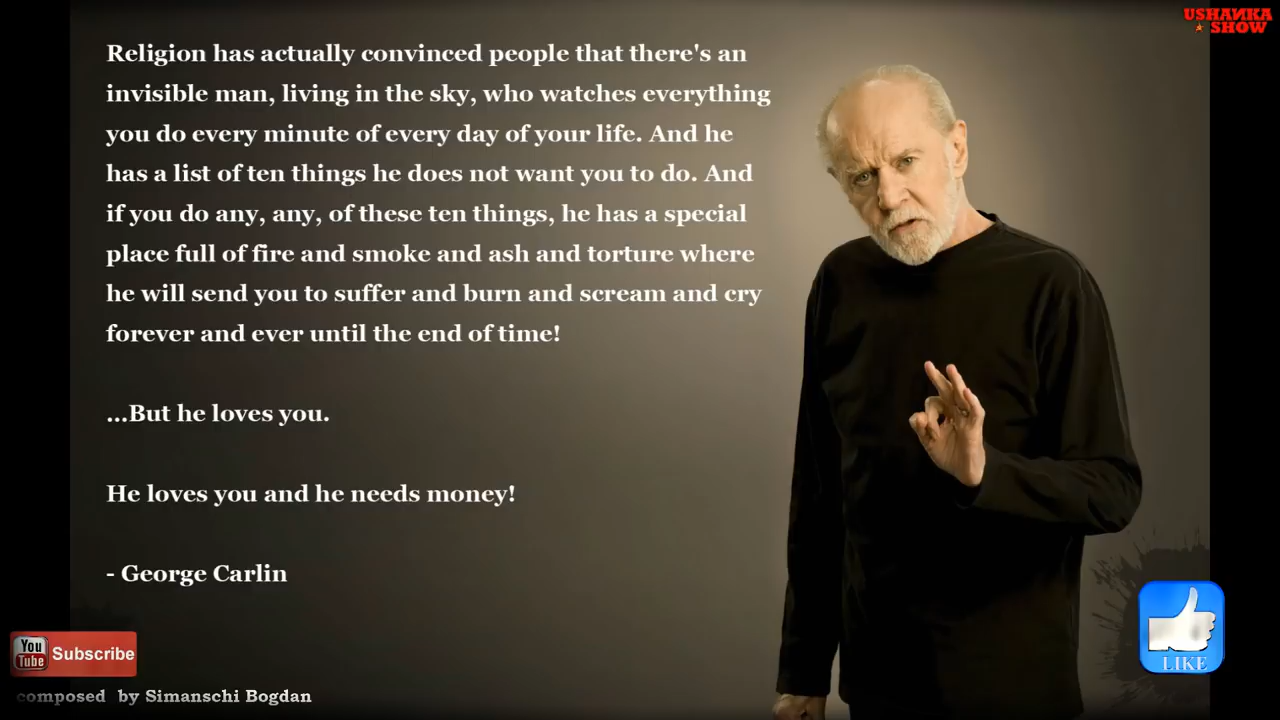 USHANKA
SHOW
Religion has actually convinced people that there's an
invisible man, living in the sky, who watches everything
you do every minute of every day of your life. And he
has a list of ten things he does not want you to do. And
if you do any, any, of these ten things, he has a special
place full of fire and smoke and ash and torture where
he will send you to suffer and burn and scream and cry
forever and ever until the end of time!
...But he loves you.
He loves you and he needs money!
- George Carlin
You
Tube
Subscribe
LIKE
composed by Simanschi Bogdan